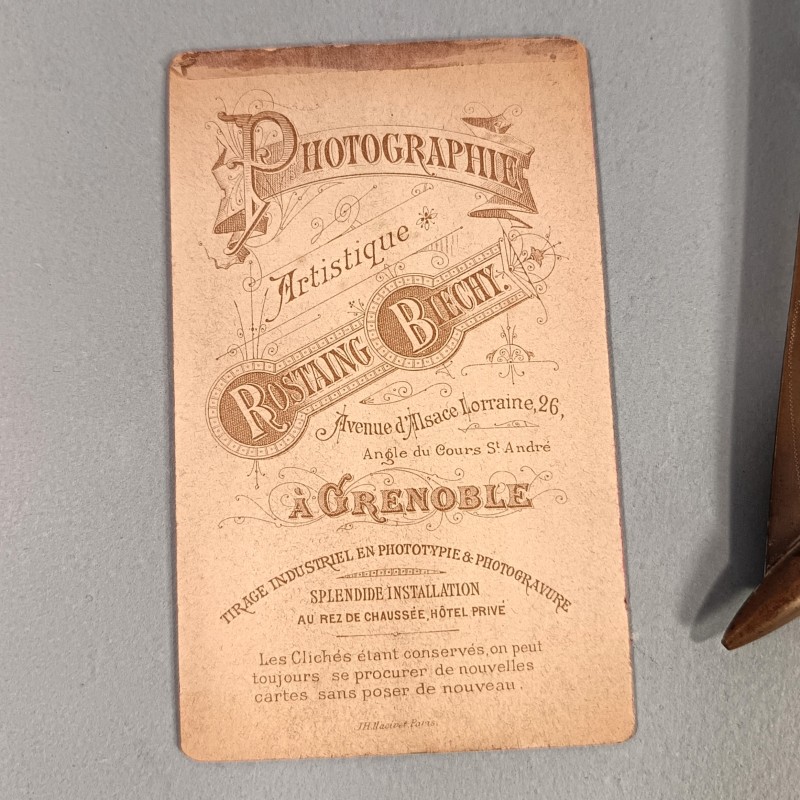 PHOTOGRAPHIE
Artistique
ROSTAING BIECHY.
Avenue d'Alsace Lorraine, 26,
Angle du Cours St André
À GRENOBLE
TIRAGE INDUSTRIEL EN PHOTOTYPIE & PHOTOGRAVURE
SPLENDIDE INSTALLATION
AU REZ DE CHAUSSÉE, HÔTEL PRIVÉ
Les Clichés étant conservés, on peut
toujours se procurer de nouvelles
cartes sans poser de nouveau.
Paris.